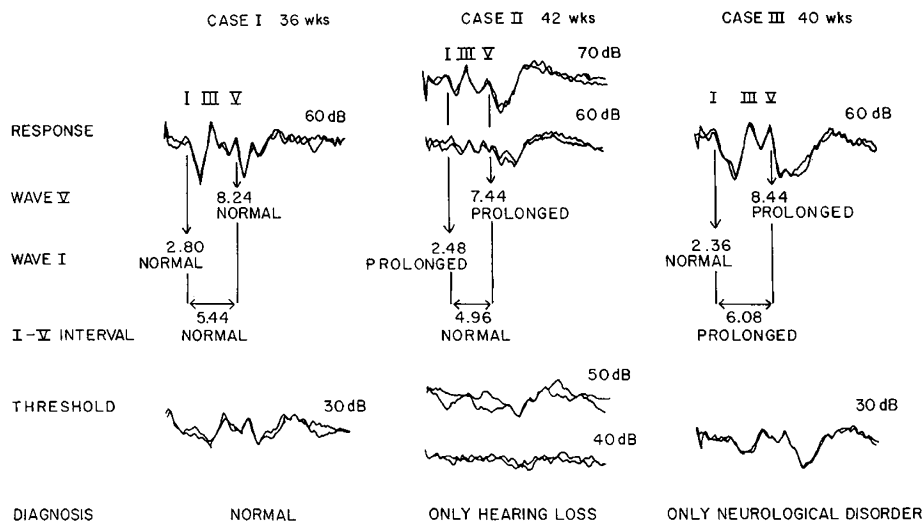 CASE I 36 wks
CASE II 42 wks
CASE III 40 wks
I III V
70 dB
I III V
60 dB
I III V
60 dB
60 dB
RESPONSE
WAVE V
8.24
NORMAL
7.44
PROLONGED
8.44
PROLONGED
WAVE I
2.80
NORMAL
2.48
PROLONGED
2.36
NORMAL
I-V INTERVAL
5.44
NORMAL
4.96
NORMAL
6.08
PROLONGED
THRESHOLD
30 dB
50 dB
40 dB
30 dB
DIAGNOSIS
NORMAL
ONLY HEARING LOSS
ONLY NEUROLOGICAL DISORDER